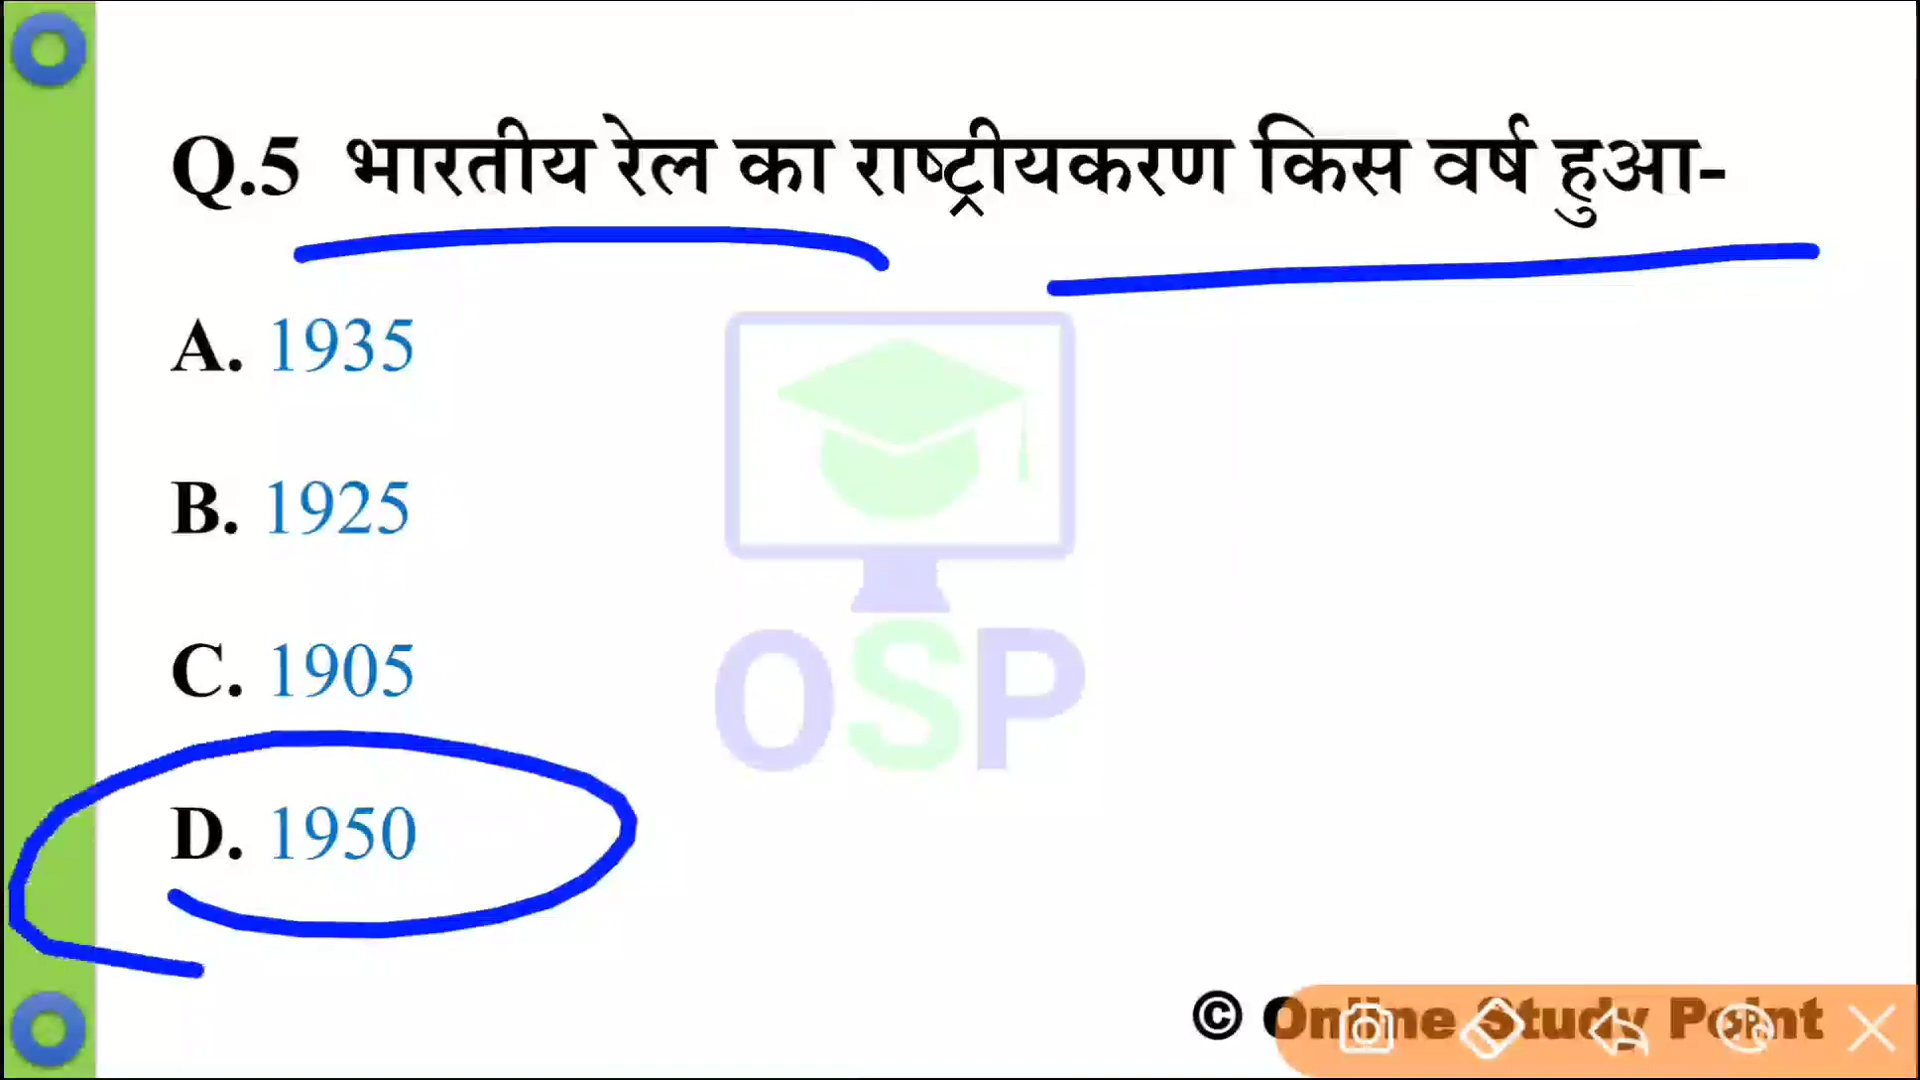 Q.5 भारतीय रेल का राष्ट्रीयकरण किस वर्ष हुआ-
A. 1935
B. 1925
C. 1905
D. 1950
OSP
© Online Study Point